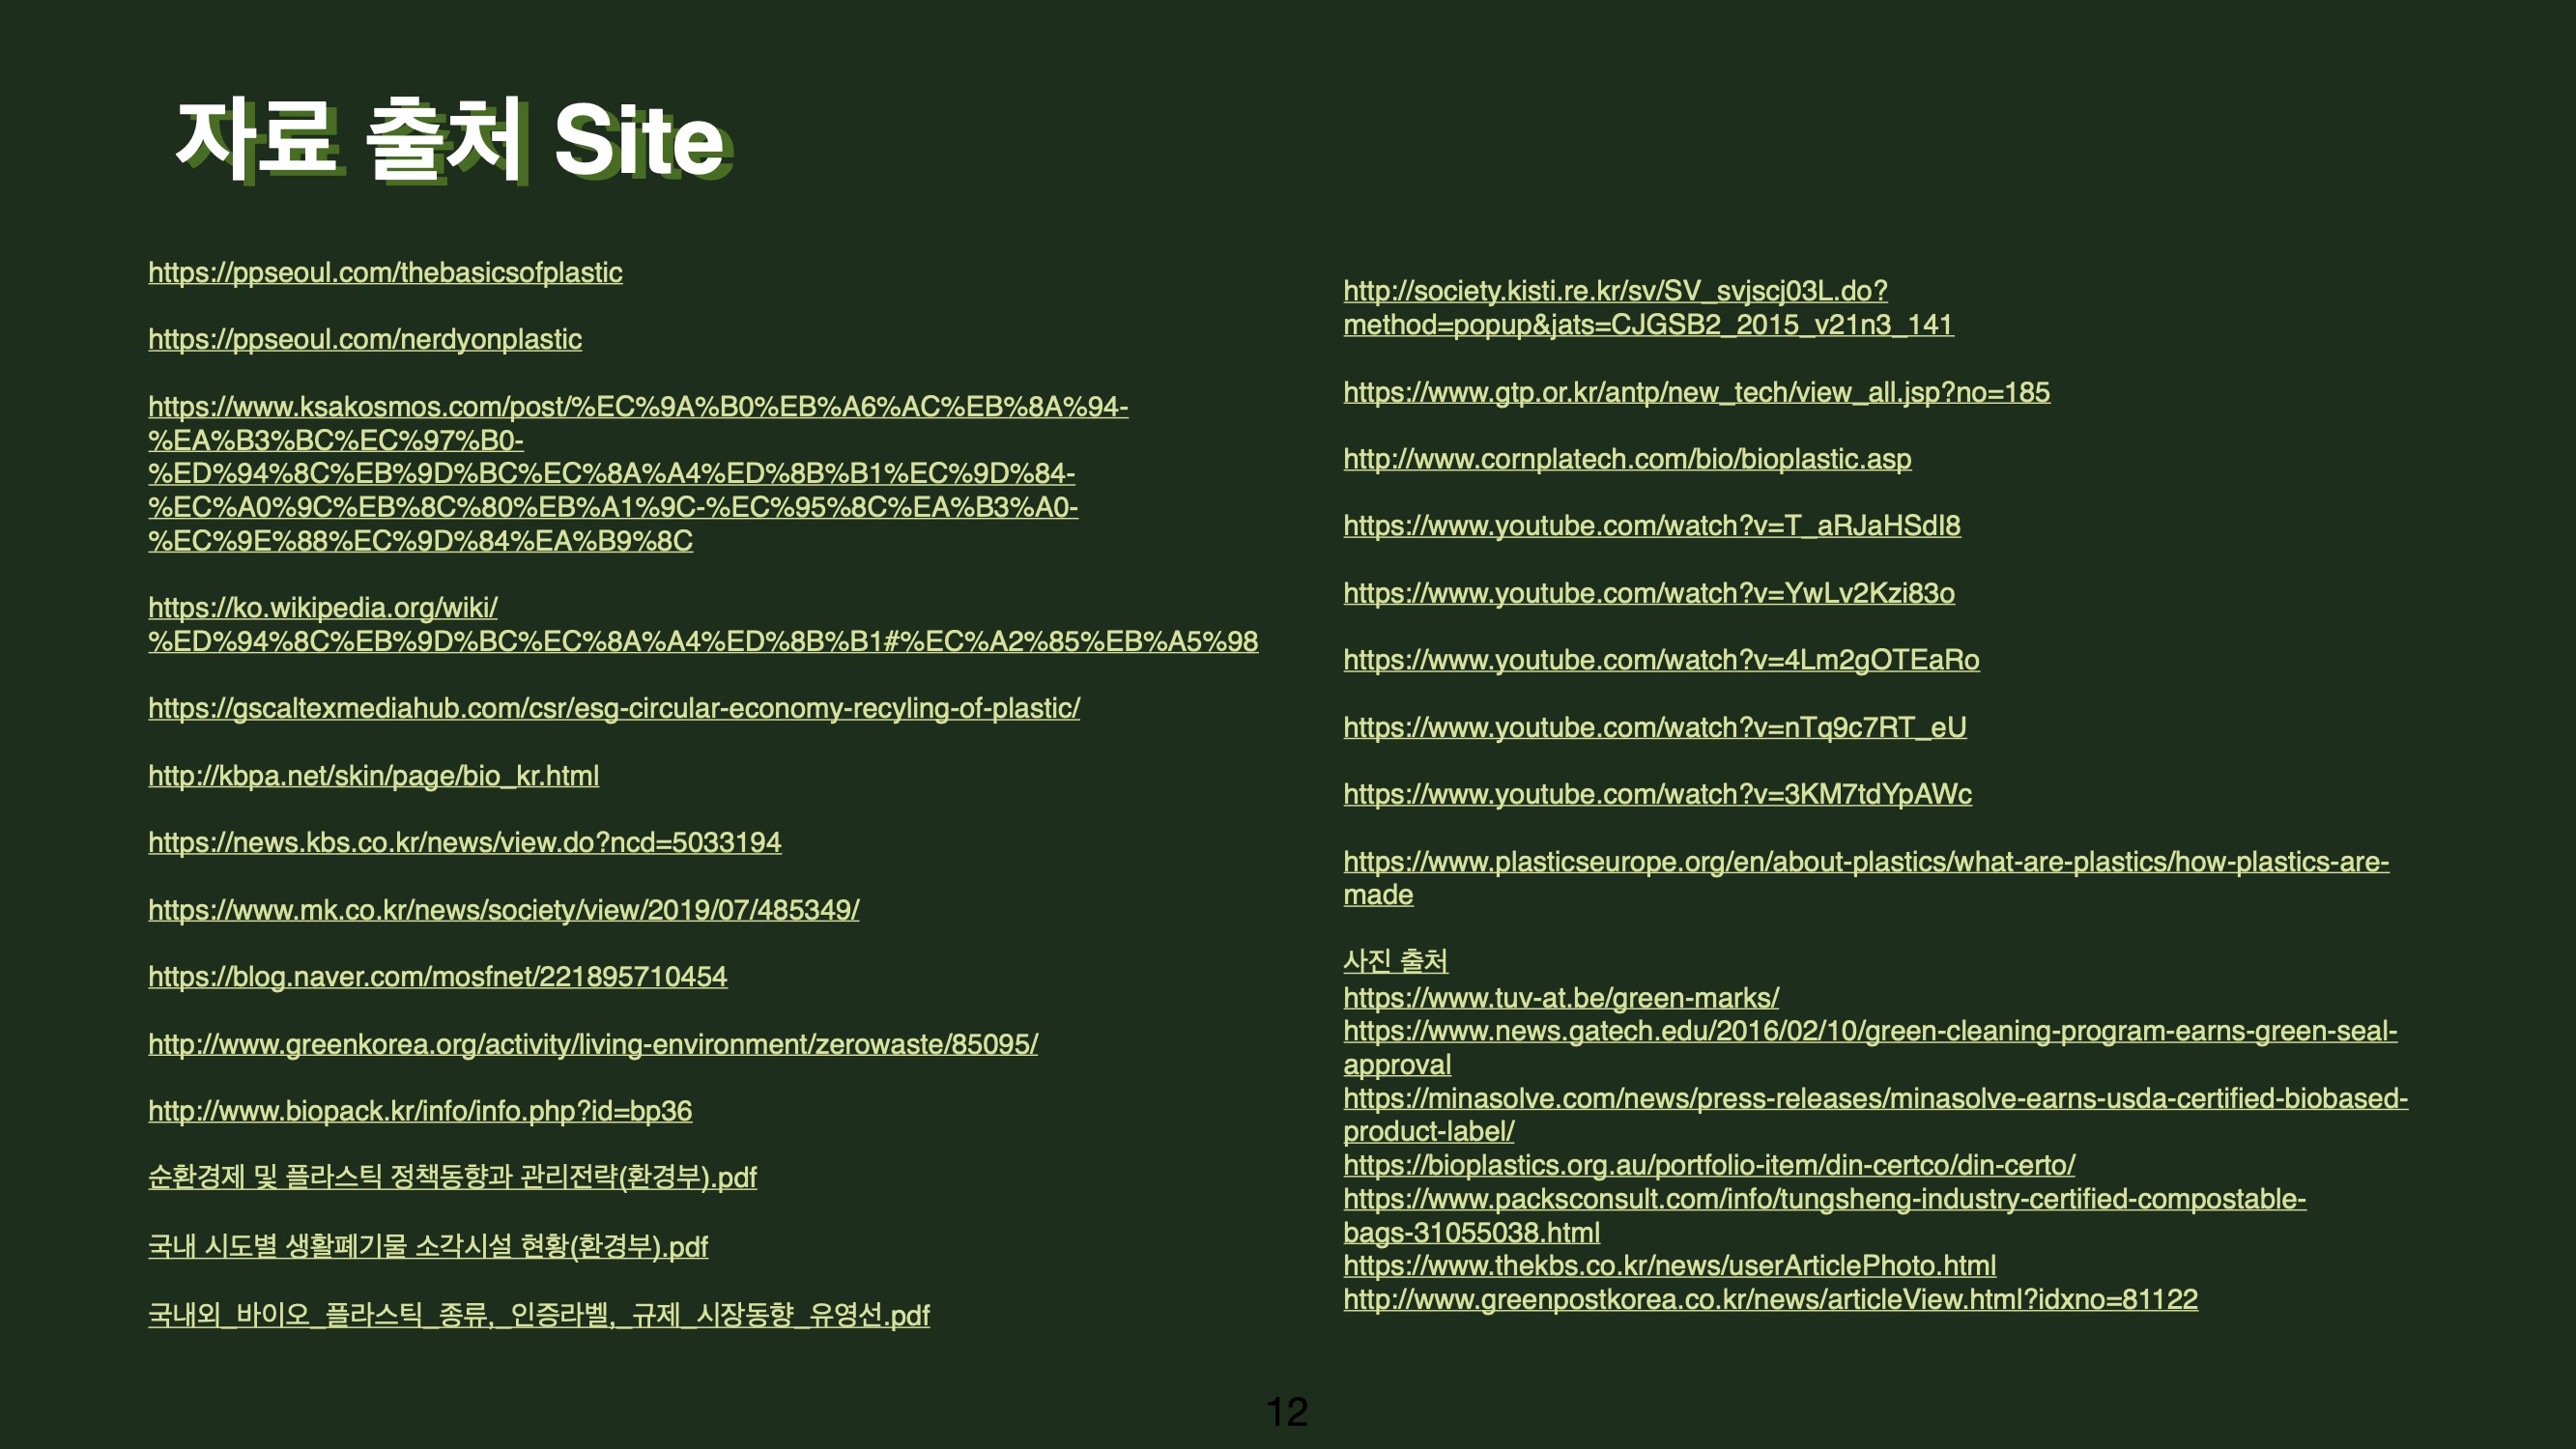 자료 출처 Site
https://ppseoul.com/thebasicsofplastic
https://ppseoul.com/nerdyonplastic
https://www.ksakosmos.com/post/%EC%9A%B0%EB%A6%AC%EB%8A%94-
%EA%B3%BC%EC%97%B0-
%ED%94%8C%EB%9D%BC%EC%8A%A4%ED%8B%B1%EC%9D%84-
%EC%A0%9C%EB%8C%80%EB%A1%9C-%EC%95%8C%EA%B3%A0-
%EC%9E%88%EC%9D%84%EA%B9%8C
https://ko.wikipedia.org/wiki/
%ED%94%8C%EB%9D%BC%EC%8A%A4%ED%8B%B1#%EC%A2%85%EB%A5%98
https://gscaltexmediahub.com/csr/esg-circular-economy-recyling-of-plastic/
http://kbpa.net/skin/page/bio_kr.html
https://news.kbs.co.kr/news/view.do?ncd=5033194
https://www.mk.co.kr/news/society/view/2019/07/485349/
https://blog.naver.com/mosfnet/221895710454
http://www.greenkorea.org/activity/living-environment/zerowaste/85095/
http://www.biopack.kr/info/info.php?id=bp36
순환경제 및 플라스틱 정책동향과 관리전략(환경부).pdf
국내 시도별 생활폐기물 소각시설 현황(환경부).pdf
국내외_바이오_플라스틱_종류,_인증라벨,_규제_시장동향_유영선.pdf
http://society.kisti.re.kr/sv/SV_svjscj03L.do?
method=popup&jats=CJGSB2_2015_v21n3_141
https://www.gtp.or.kr/antp/new_tech/view_all.jsp?no=185
http://www.cornplatech.com/bio/bioplastic.asp
https://www.youtube.com/watch?v=T_aRJaHSdI8
https://www.youtube.com/watch?v=YwLv2Kzi83o
https://www.youtube.com/watch?v=4Lm2gOTEaRo
https://www.youtube.com/watch?v=nTq9c7RT_eU
https://www.youtube.com/watch?v=3KM7tdYpAWc
https://www.plasticseurope.org/en/about-plastics/what-are-plastics/how-plastics-are-
made
사진 출처
https://www.tuv-at.be/green-marks/
https://www.news.gatech.edu/2016/02/10/green-cleaning-program-earns-green-seal-
approval
https://minasolve.com/news/press-releases/minasolve-earns-usda-certified-biobased-
product-label/
https://bioplastics.org.au/portfolio-item/din-certco/din-certo/
https://www.packsconsult.com/info/tungsheng-industry-certified-compostable-
bags-31055038.html
https://www.thekbs.co.kr/news/userArticlePhoto.html
http://www.greenpostkorea.co.kr/news/articleView.html?idxno=81122
12